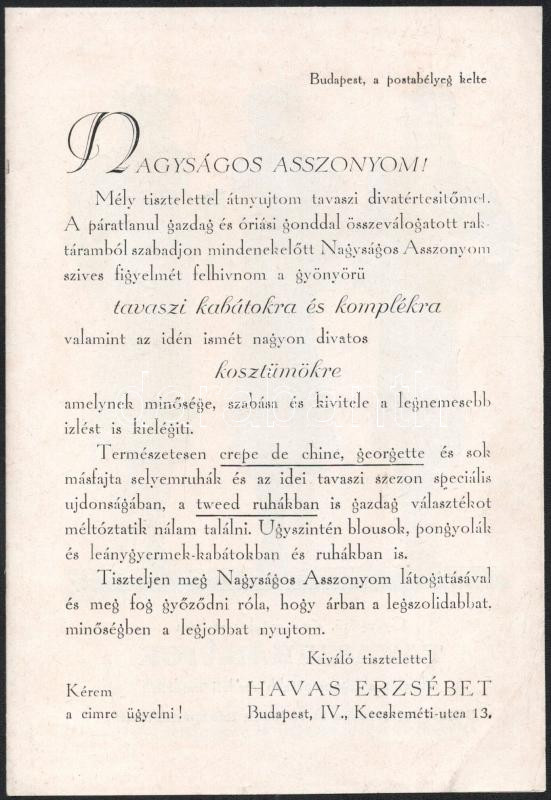 Budapest, a postabélyeg kelte
NAGYSÁGOS ASSZONYOM!
Mély tisztelettel átnyujtom tavaszi divatértesitőmet.
A páratlanul gazdag és óriási gonddal összeválogatott rak-
táramból szabadjon mindenekelőtt Nagyságos Asszonyom
szives figyelmét felhivnom a gyönyörü
tavaszi kabátokra és komplékra
valamint az idén ismét nagyon divatos
kosztümökre
amelynek minősége, szabása és kivitele a legnemesebb
izlést is kielégiti.
Természetesen crepe de chine, georgette és sok
másfajta selyemruhák és az idei tavaszi szezon speciális
ujdonságában, a tweed ruhákban is gazdag választékot
méltóztatik nálam találni. Ugyszintén blousok, pongyolák
és leánygyermek-kabátokban és ruhákban is.
Tiszteljen meg Nagyságos Asszonyom látogatásával
és meg fog győződni róla, hogy árban a legszolidabbat.
minőségben a legjobbat nyujtom.
Kiváló tisztelettel
Kérem HAVAS ERZSÉBET
a cimre ügyelni! Budapest, IV., Kecskeméti-utca 13.